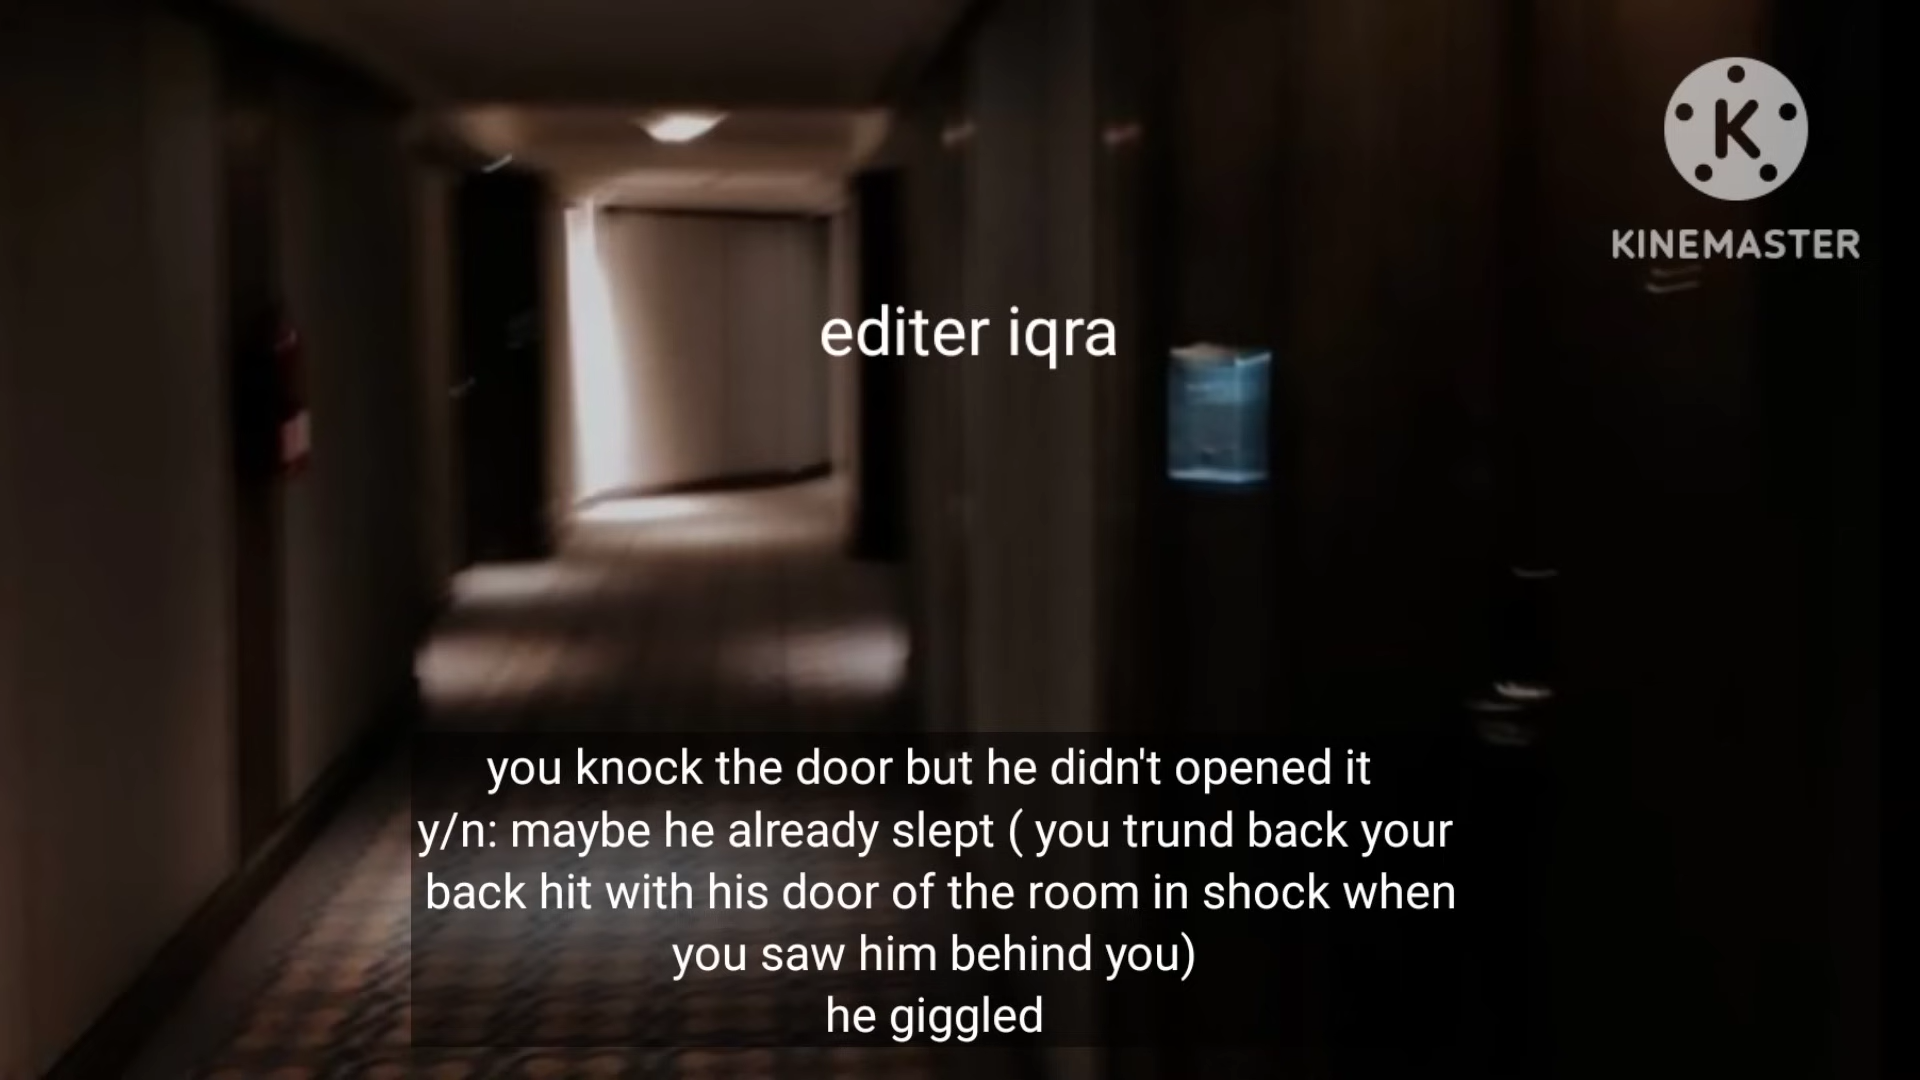 K
KINEMASTER
editer iqra
you knock the door but he didn't opened it
y/n: maybe he already slept ( you trund back your
back hit with his door of the room in shock when
you saw him behind you)
he giggled